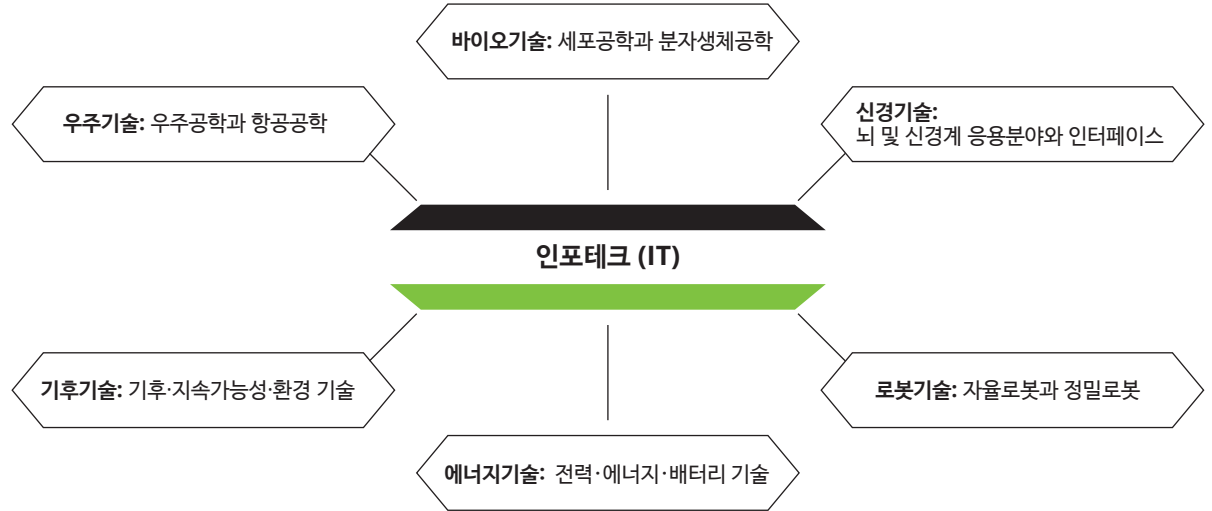 바이오기술: 세포공학과 분자생체공학
우주기술: 우주공학과 항공공학
신경기술:
뇌 및 신경계 응용분야와 인터페이스
인포테크 (IT)
기후기술: 기후·지속가능성·환경 기술
로봇기술: 자율로봇과 정밀로봇
에너지기술: 전력·에너지·배터리 기술